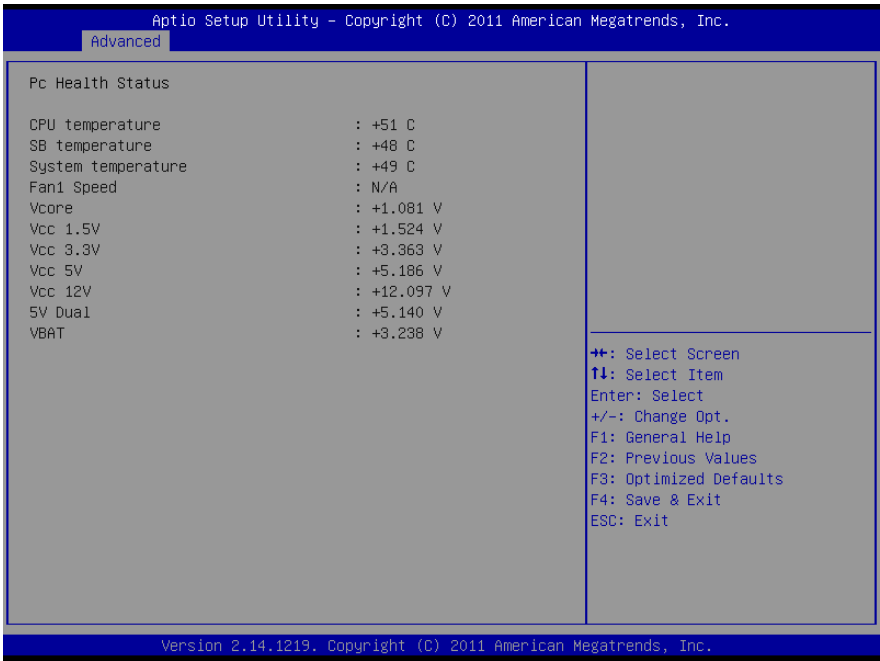 Aptio Setup Utility – Copyright (C) 2011 American Megatrends, Inc.
Advanced
Pc Health Status
CPU temperature : +51 C
SB temperature : +48 C
System temperature : +49 C
Fan1 Speed : N/A
Vcore : +1.081 V
Vcc 1.5V : +1.524 V
Vcc 3.3V : +3.363 V
Vcc 5V : +5.186 V
Vcc 12V : +12.097 V
5V Dual : +5.140 V
VBAT : +3.238 V
→←: Select Screen
↑↓: Select Item
Enter: Select
+/-: Change Opt.
F1: General Help
F2: Previous Values
F3: Optimized Defaults
F4: Save & Exit
ESC: Exit
Version 2.14.1219. Copyright (C) 2011 American Megatrends, Inc.